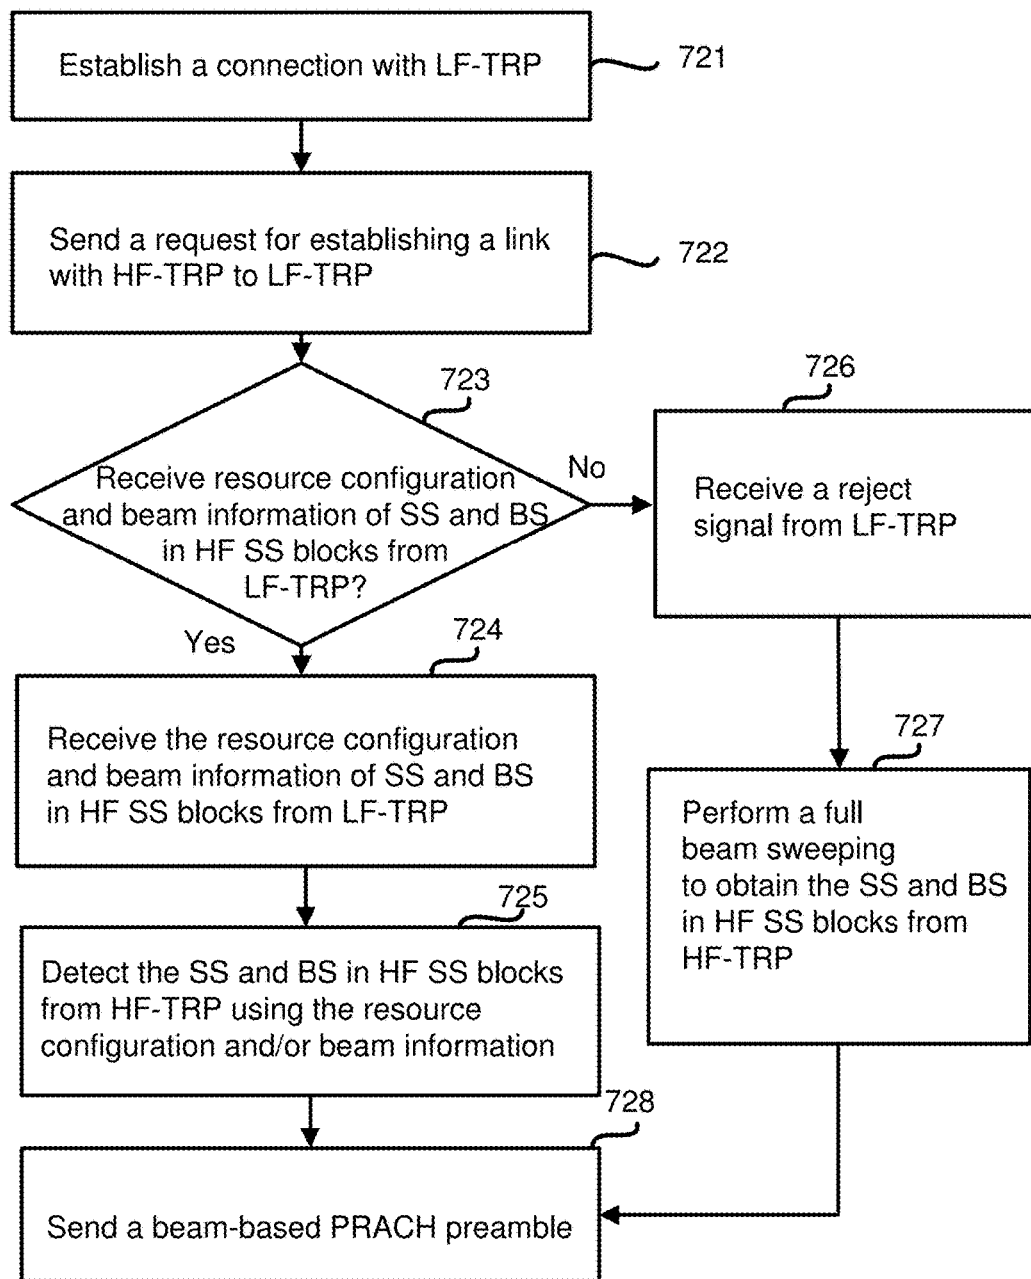 Establish a connection with LF-TRP
721
Send a request for establishing a link
with HF-TRP to LF-TRP
722
723
Receive resource configuration
and beam information of SS and BS
in HF SS blocks from
LF-TRP?
No
Yes
726
Receive a reject
signal from LF-TRP
724
Receive the resource configuration
and beam information of SS and BS
in HF SS blocks from LF-TRP
727
Perform a full
beam sweeping
to obtain the SS and BS
in HF SS blocks from
HF-TRP
725
Detect the SS and BS in HF SS blocks
from HF-TRP using the resource
configuration and/or beam information
728
Send a beam-based PRACH preamble